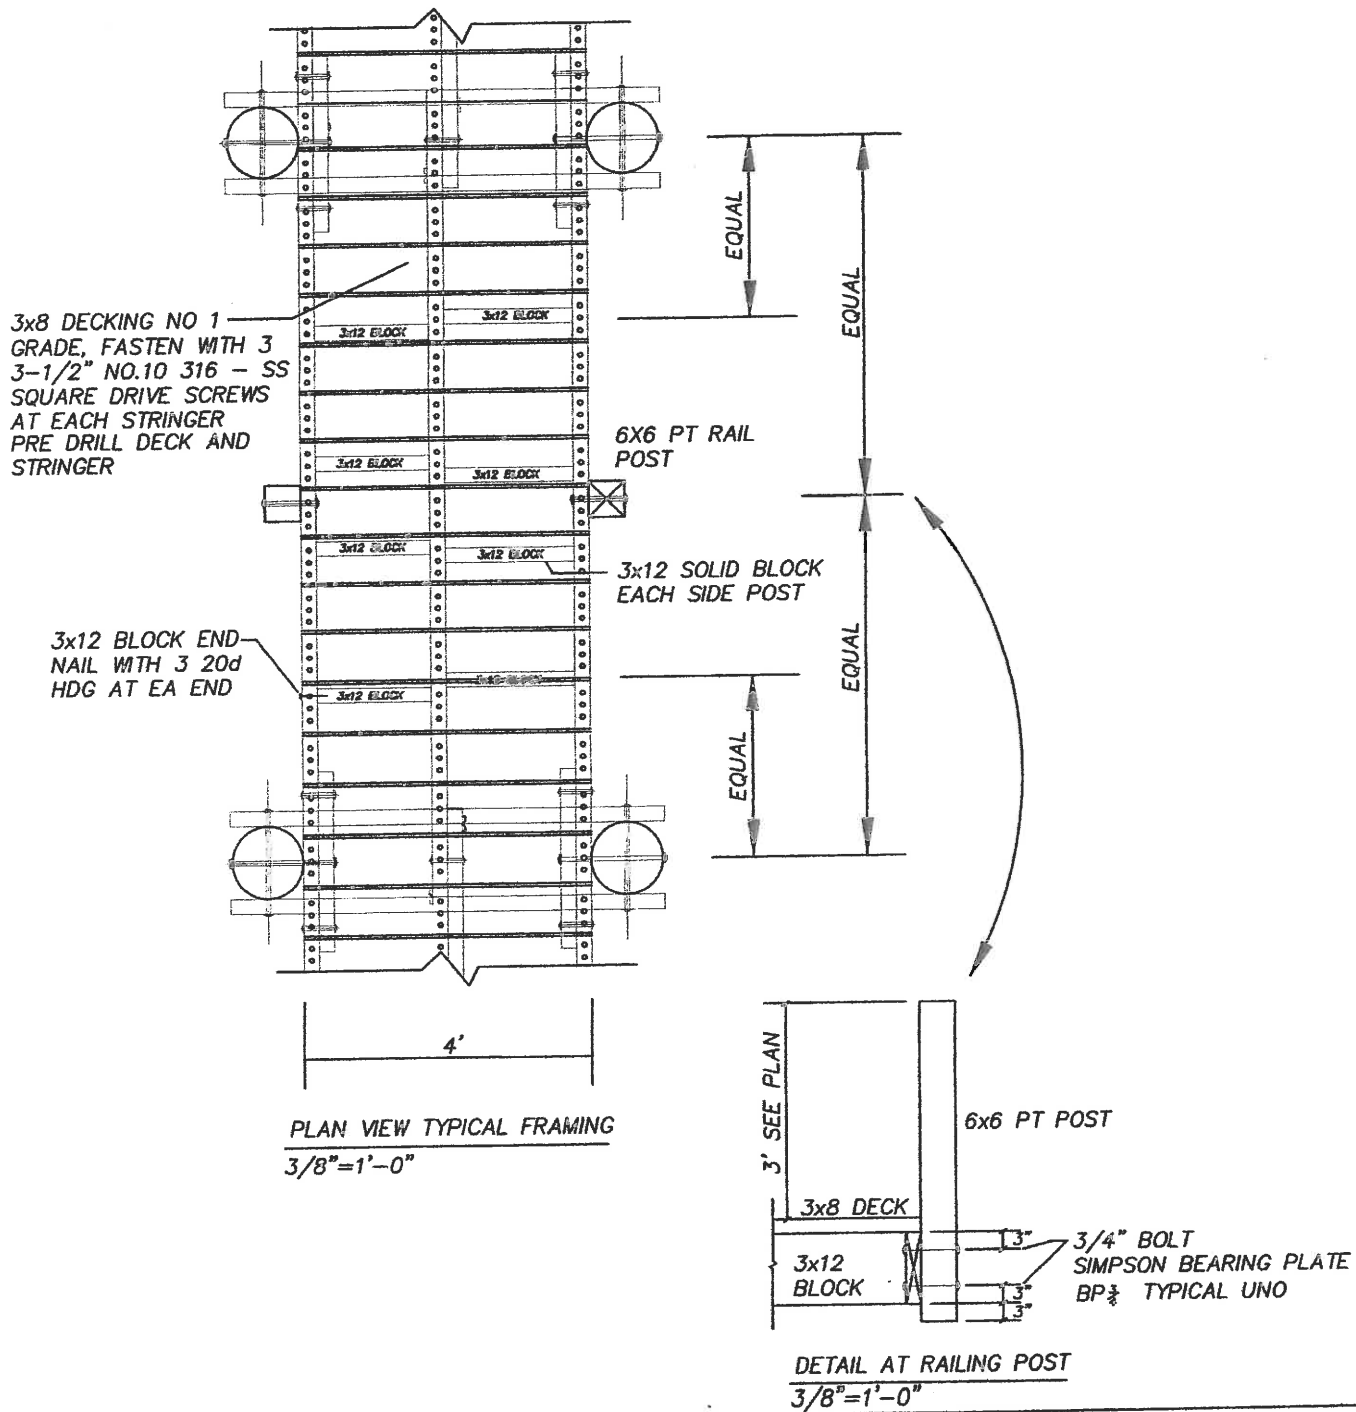 EQUAL
EQUAL
3x8 DECKING NO 1
GRADE, FASTEN WITH 3
3-1/2" NO.10 316 – SS
SQUARE DRIVE SCREWS
AT EACH STRINGER
PRE DRILL DECK AND
STRINGER
3x12 BLOCK
3x12 BLOCK
6X6 PT RAIL
POST
3x12 BLOCK
3x12 BLOCK
3x12 BLOCK
3x12 BLOCK
3x12 SOLID BLOCK
EACH SIDE POST
3x12 BLOCK END
NAIL WITH 3 20d
HDG AT EA END
3x12 BLOCK
EQUAL
EQUAL
4'
PLAN VIEW TYPICAL FRAMING
3/8"=1'-0"
3' SEE PLAN
6x6 PT POST
3x8 DECK
3x12
BLOCK
3"
3"
3"
3/4" BOLT
SIMPSON BEARING PLATE
BP¾ TYPICAL UNO
DETAIL AT RAILING POST
3/8"=1'-0"